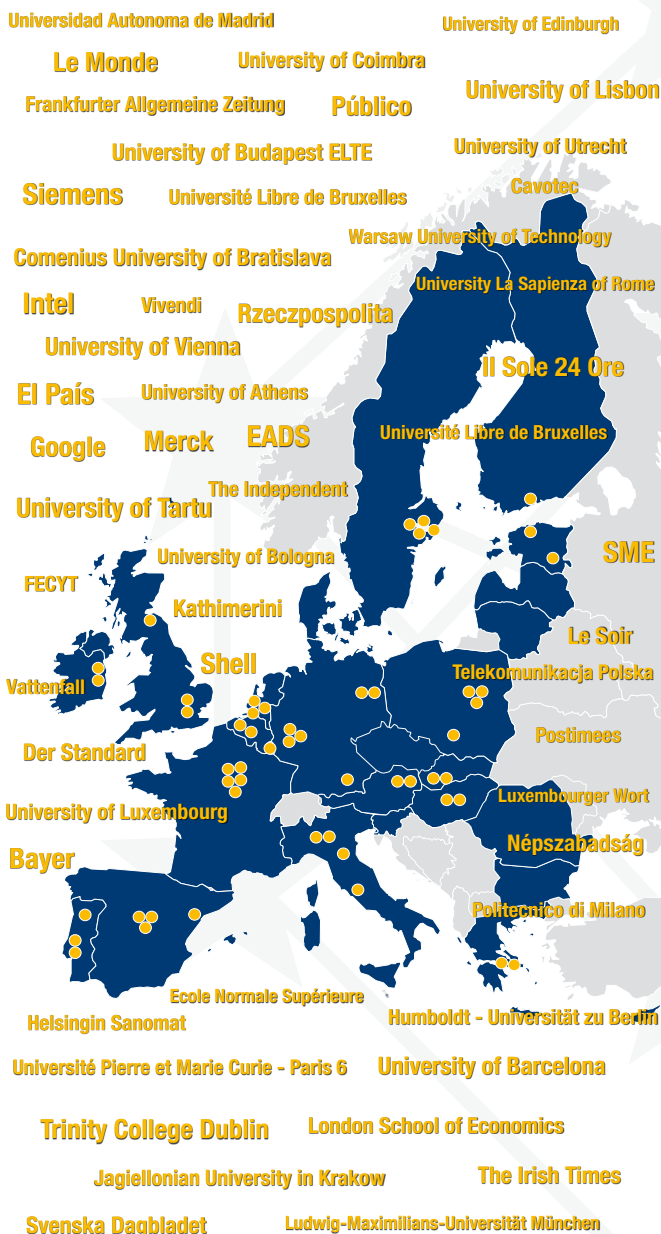 Universidad Autonoma de Madrid
University of Edinburgh
Le Monde
University of Coimbra
University of Lisbon
Frankfurter Allgemeine Zeitung
Público
University of Budapest ELTE
University of Utrecht
Siemens
Université Libre de Bruxelles
Cavotec
Warsaw University of Technology
Comenius University of Bratislava
University La Sapienza of Rome
Intel
Vivendi
Rzeczpospolita
University of Vienna
Il Sole 24 Ore
El País
University of Athens
Google
Merck
EADS
Université Libre de Bruxelles
The Independent
University of Tartu
University of Bologna
SME
FECYT
Kathimerini
Le Soir
Shell
Telekomunikacja Polska
Vattenfall
Postimees
Der Standard
Luxembourger Wort
University of Luxembourg
Népszabadság
Bayer
Politecnico di Milano
Ecole Normale Supérieure
Helsingin Sanomat
Humboldt - Universität zu Berlin
Université Pierre et Marie Curie - Paris 6
University of Barcelona
Trinity College Dublin
London School of Economics
Jagiellonian University in Krakow
The Irish Times
Svenska Dagbladet
Ludwig-Maximilians-Universität München